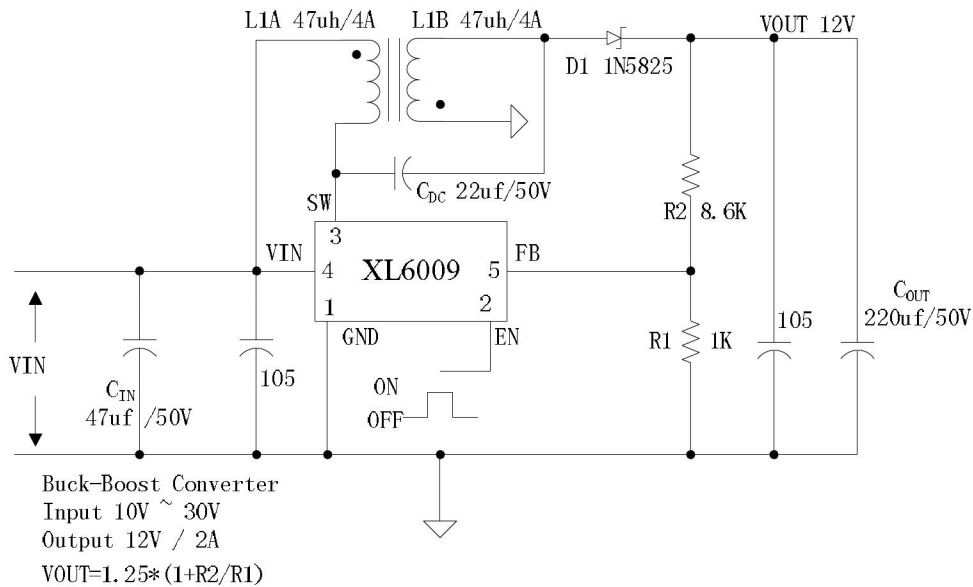 L1A 47uh/4A L1B 47uh/4A
VOUT 12V
D1 1N5825
CDC 22uf/50V
SW
3
R2 8.6K
VIN
4 XL6009 5
FB
1 2
GND
EN
COUT
220uf/50V
105
R1 1K
VIN
105
CIN
47uf /50V
ON
OFF
Buck-Boost Converter
Input 10V ~ 30V
Output 12V / 2A
VOUT=1.25*(1+R2/R1)